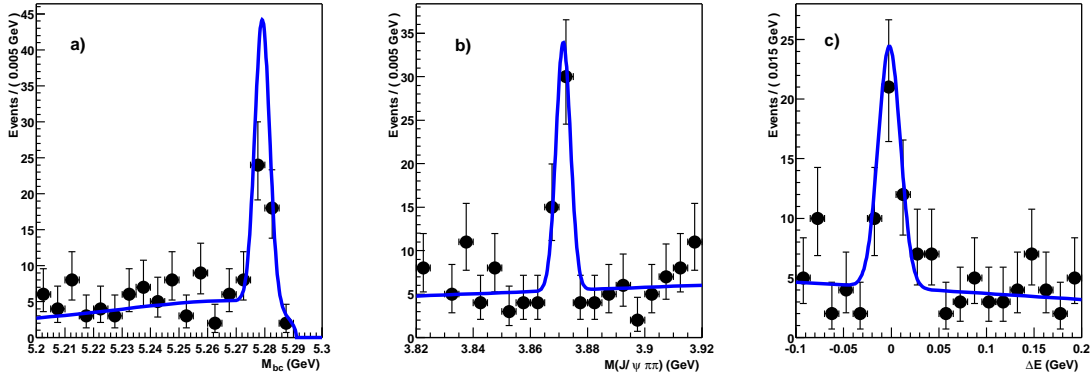 a)
Events / ( 0.005 GeV )
45
40
35
30
25
20
15
10
5
0
5.2 5.21 5.22 5.23 5.24 5.25 5.26 5.27 5.28 5.29 5.3
M_bc (GeV)
b)
Events / ( 0.005 GeV )
35
30
25
20
15
10
5
0
3.82 3.84 3.86 3.88 3.9 3.92
M(J/ ψ ππ) (GeV)
c)
Events / ( 0.015 GeV )
25
20
15
10
5
0
-0.1 -0.05 0 0.05 0.1 0.15 0.2
ΔE (GeV)